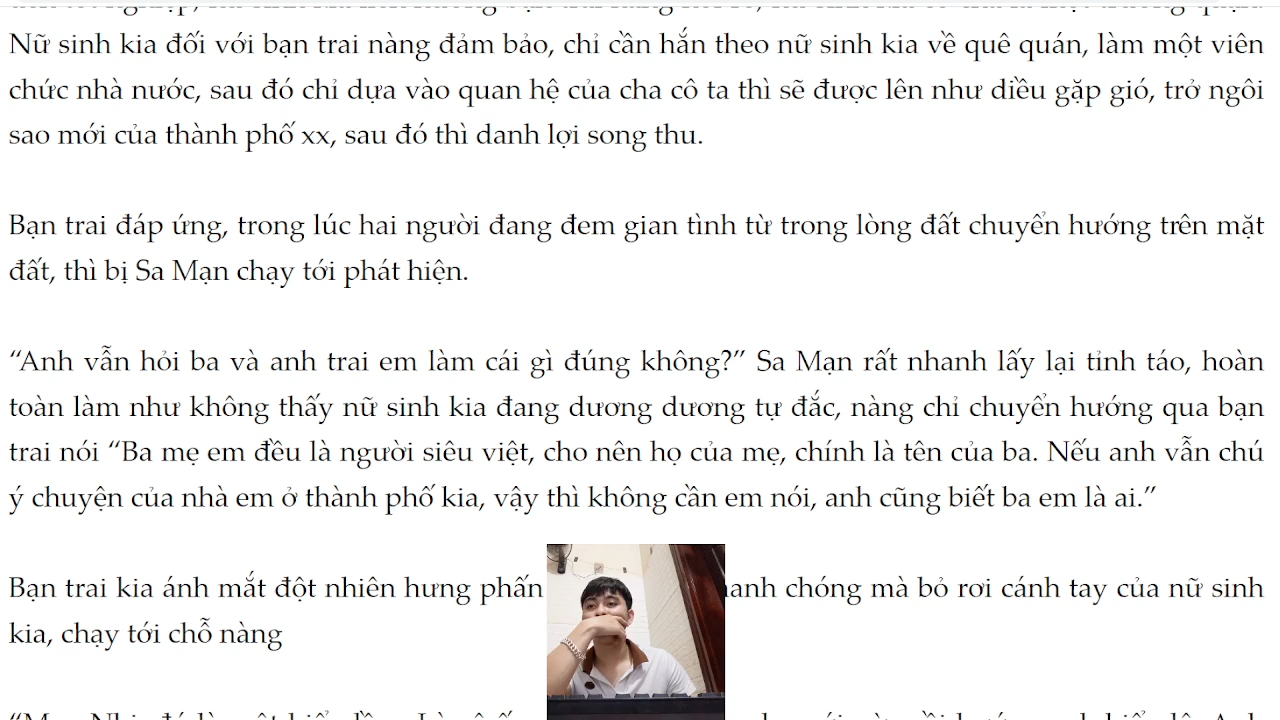 Nữ sinh kia đối với bạn trai nàng đảm bảo, chỉ cần hắn theo nữ sinh kia về quê quán, làm một viên
chức nhà nước, sau đó chỉ dựa vào quan hệ của cha cô ta thì sẽ được lên như diều gặp gió, trở ngôi
sao mới của thành phố xx, sau đó thì danh lợi song thu.
Bạn trai đáp ứng, trong lúc hai người đang đem gian tình từ trong lòng đất chuyển hướng trên mặt
đất, thì bị Sa Mạn chạy tới phát hiện.
“Anh vẫn hỏi ba và anh trai em làm cái gì đúng không?” Sa Mạn rất nhanh lấy lại tỉnh táo, hoàn
toàn làm như không thấy nữ sinh kia đang dương dương tự đắc, nàng chỉ chuyển hướng qua bạn
trai nói “Ba mẹ em đều là người siêu việt, cho nên họ của mẹ, chính là tên của ba. Nếu anh vẫn chú
ý chuyện của nhà em ở thành phố kia, vậy thì không cần em nói, anh cũng biết ba em là ai.”
Bạn trai kia ánh mắt đột nhiên hưng phấn chóng mà bỏ rơi cánh tay của nữ sinh
kia, chạy tới chỗ nàng